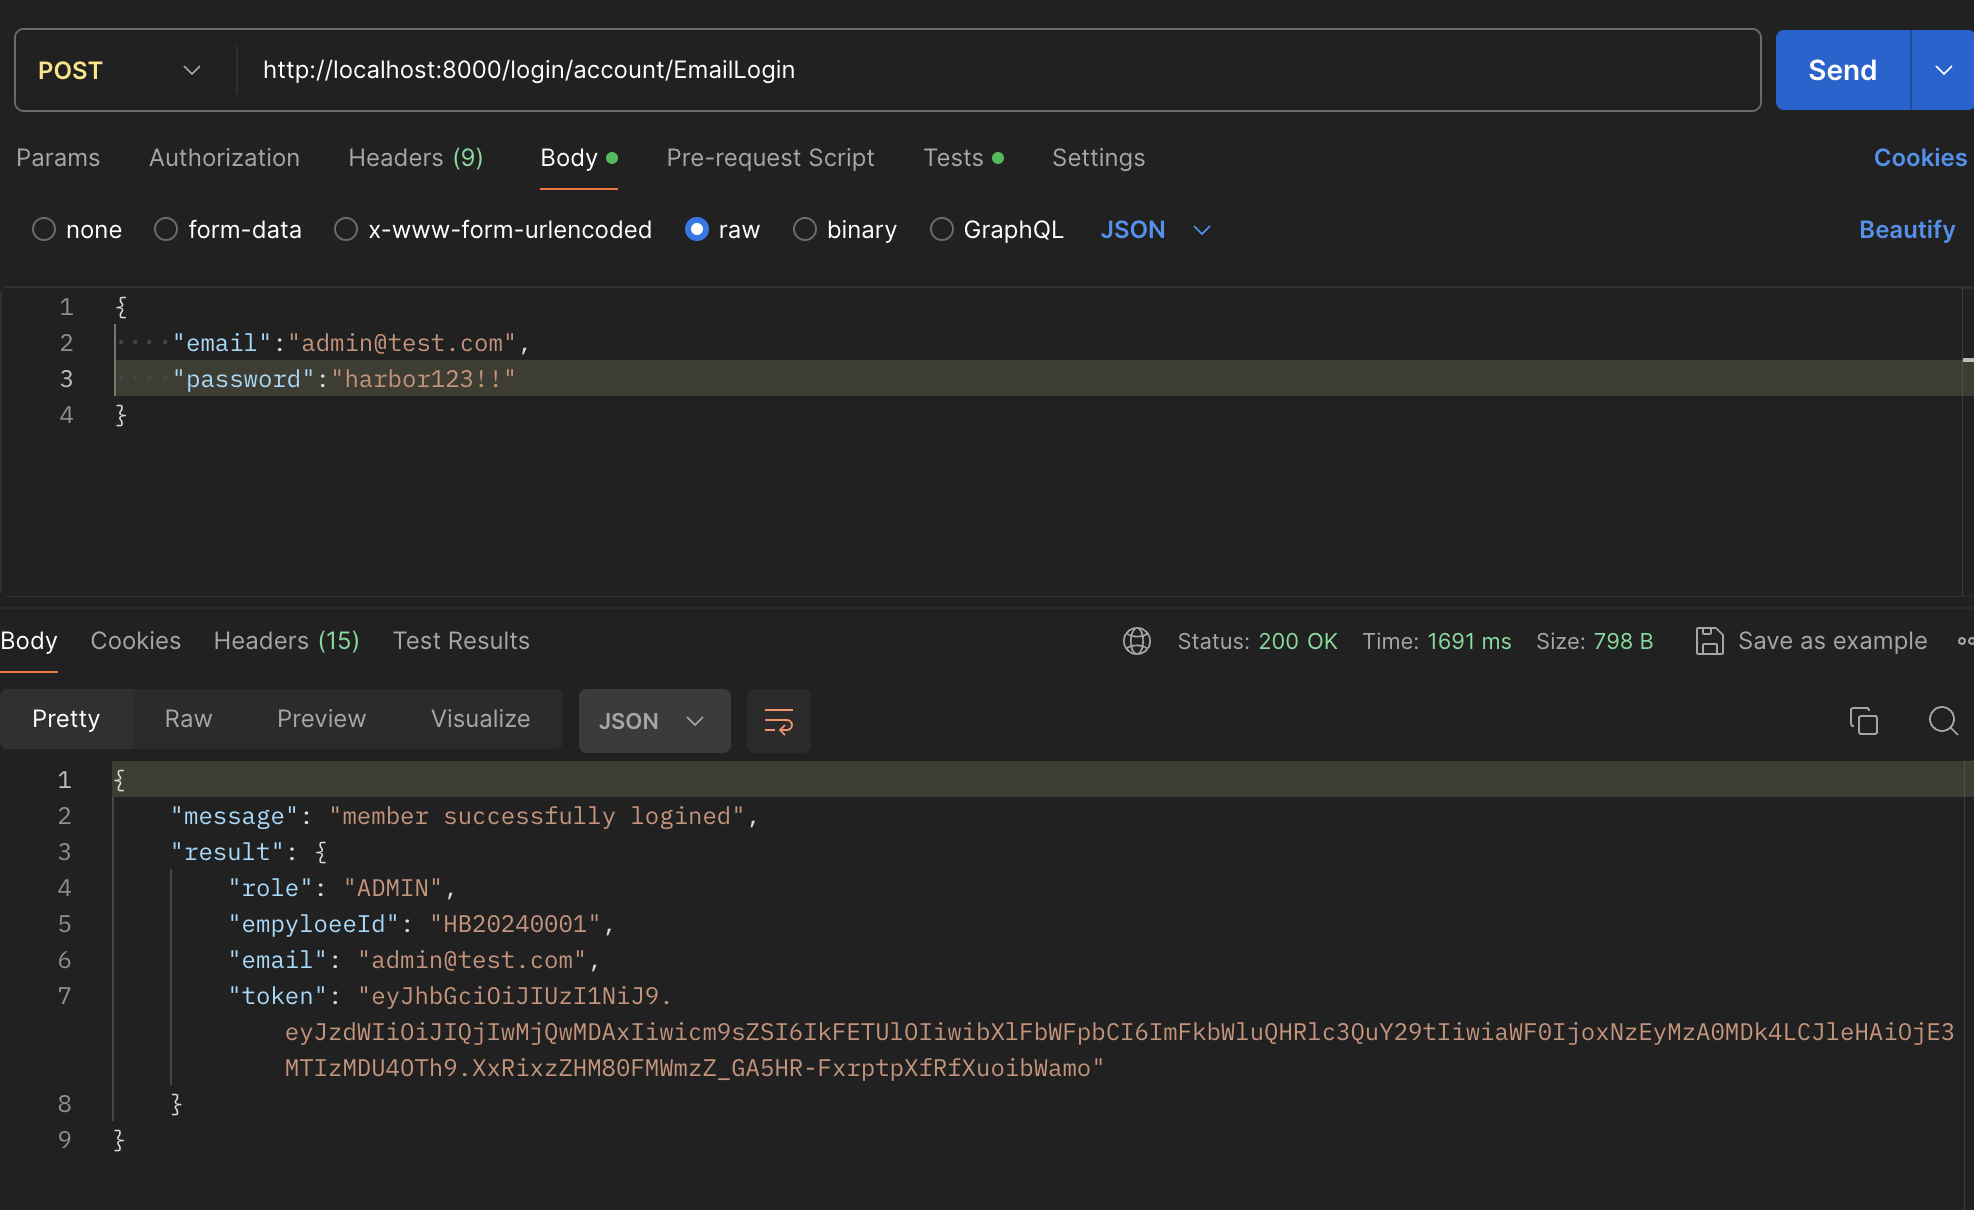 POST http://localhost:8000/login/account/EmailLogin Send
Params Authorization Headers (9) Body Pre-request Script Tests Settings Cookies
none form-data x-www-form-urlencoded raw binary GraphQL JSON Beautify
1 {
2 "email":"admin@test.com",
3 "password":"harbor123!!"
4 }
Body Cookies Headers (15) Test Results Status: 200 OK Time: 1691 ms Size: 798 B Save as example
Pretty Raw Preview Visualize JSON
1 {
2 "message": "member successfully logined",
3 "result": {
4 "role": "ADMIN",
5 "empyloeeId": "HB20240001",
6 "email": "admin@test.com",
7 "token": "eyJhbGciOiJIUzI1NiJ9.
eyJzdWIiOiJIQjIwMjQwMDAxIiwicm9sZSI6IkFETUlOIiwibXlFbWFpbCI6ImFkbWluQHRlc3QuY29tIiwiaWF0IjoxNzEyMzA0MDk4LCJleHAiOjE3
MTIzMDU4OTh9.XxRixzZHM80FMWmzZ_GA5HR-FxrptpXfRfXuoibWamo"
8 }
9 }